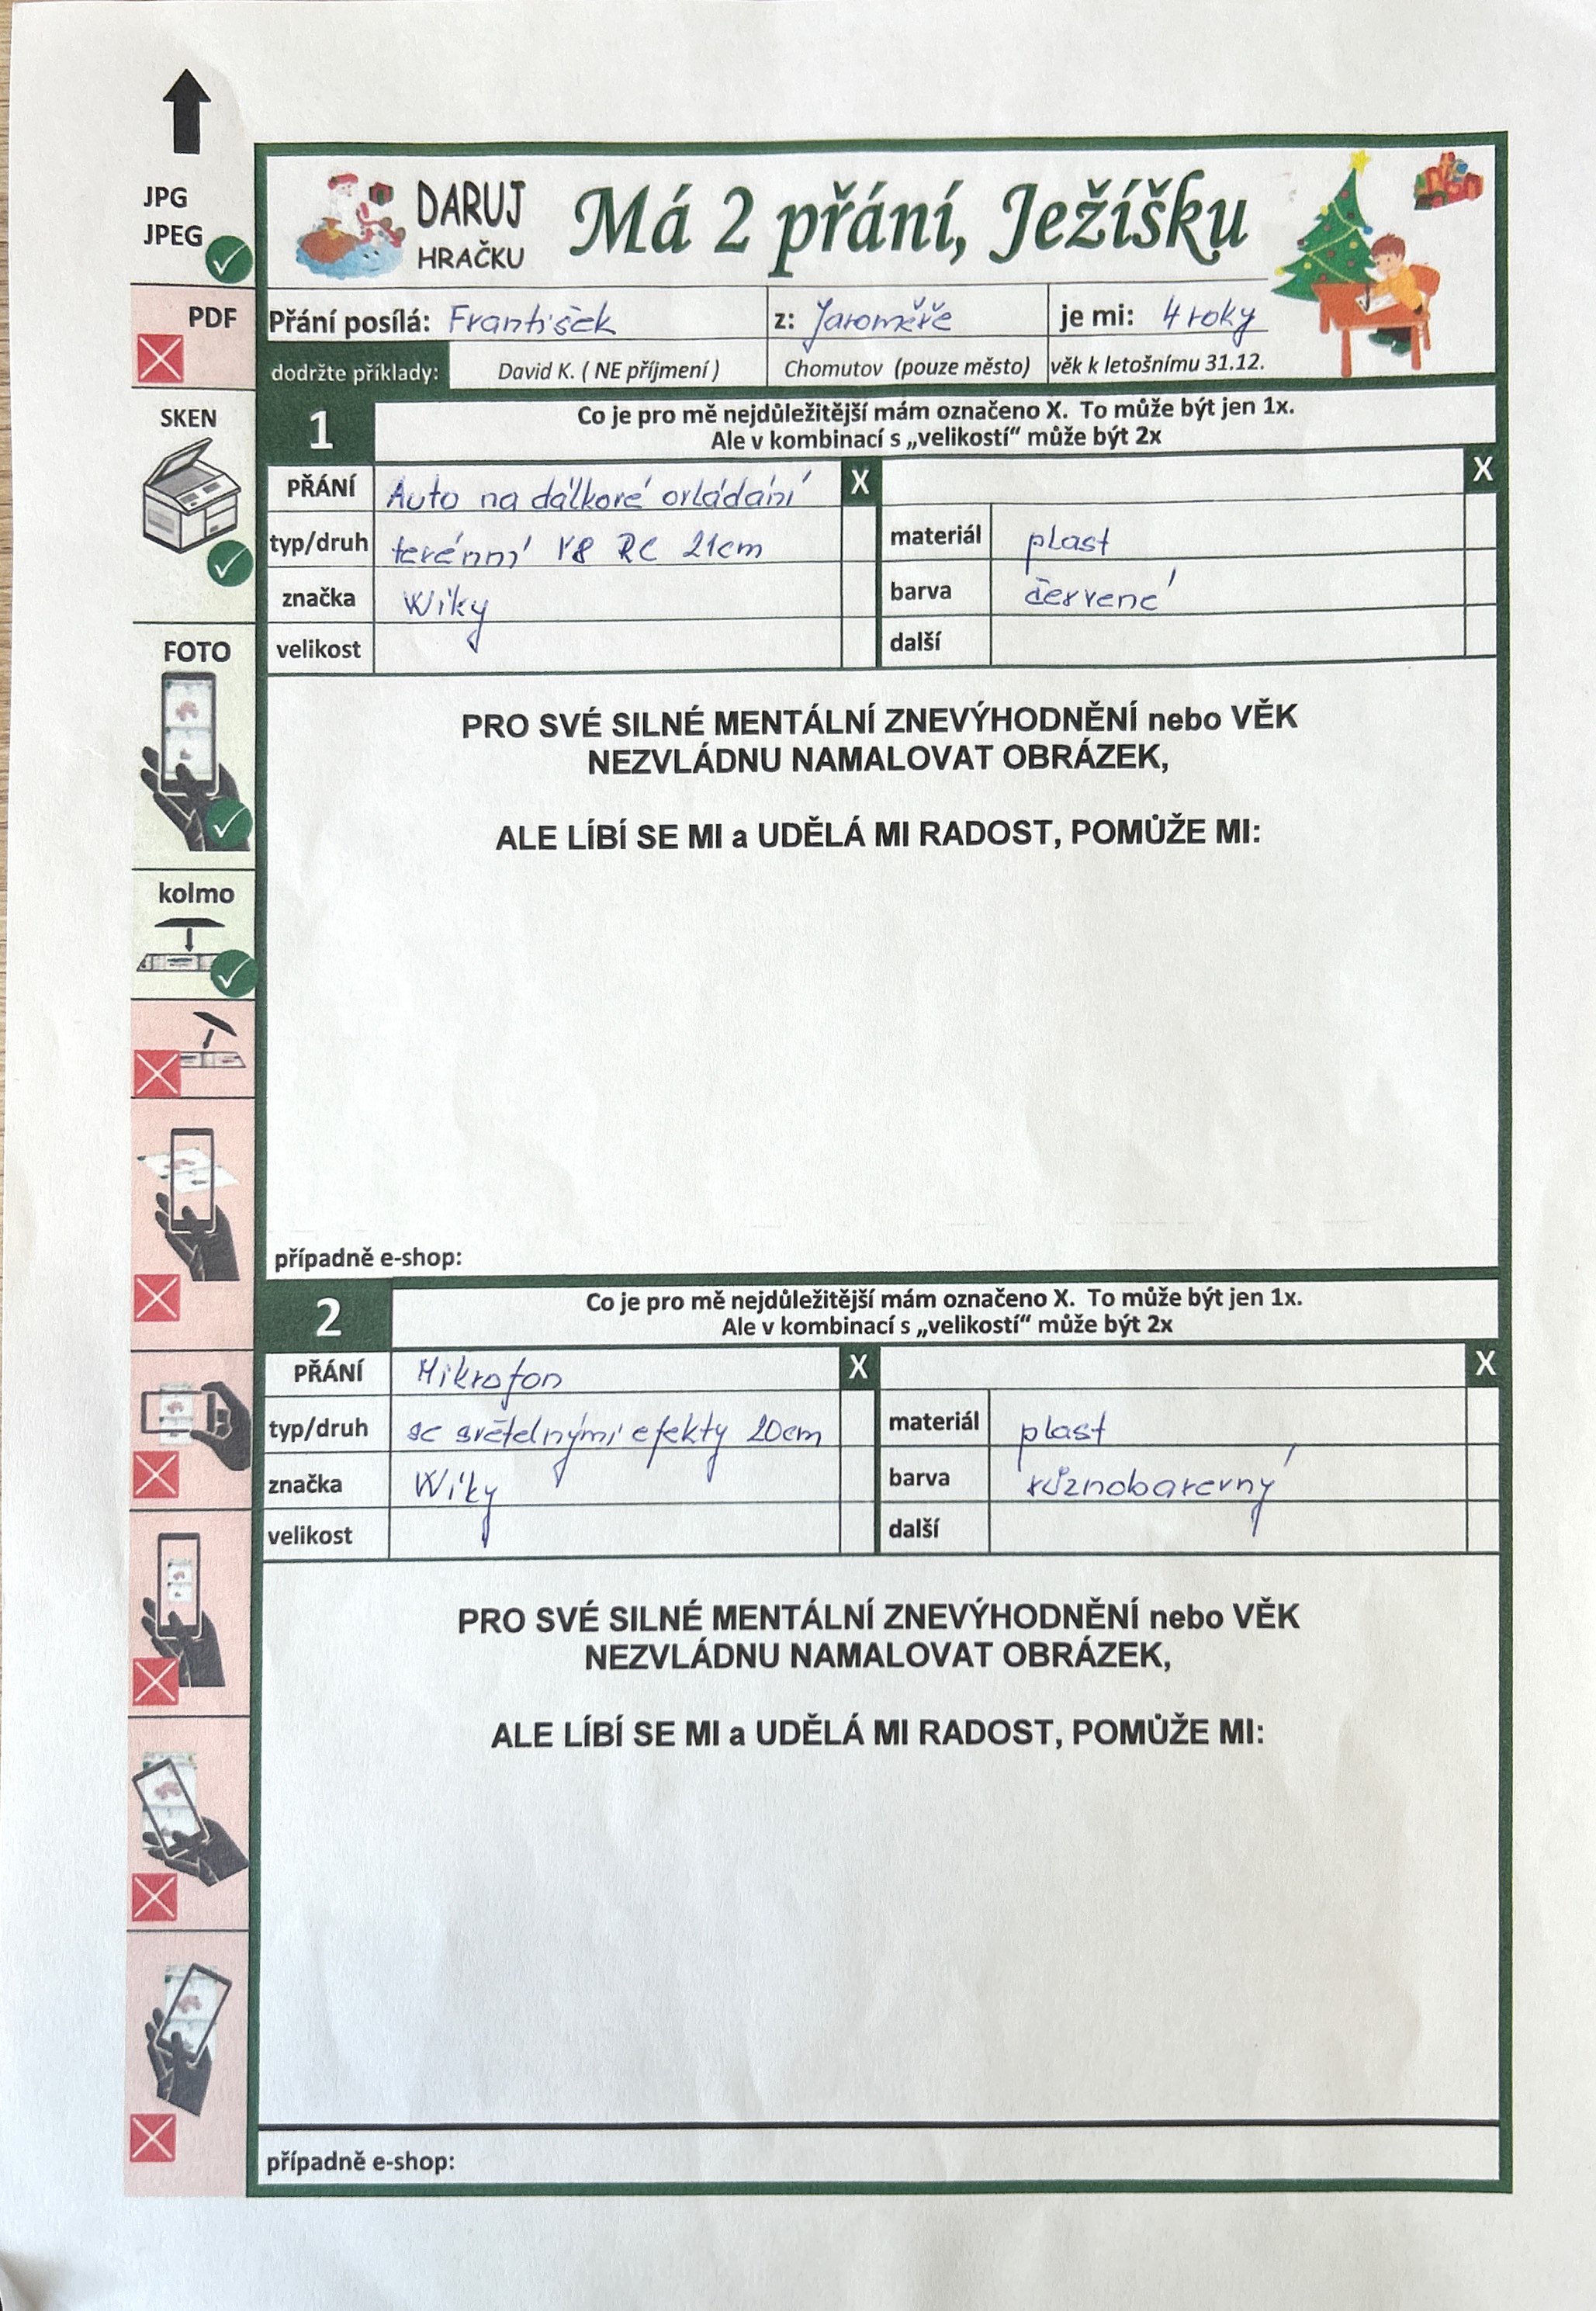 JPG
JPEG
PDF
SKEN
FOTO
kolmo
DARUJ
HRAČKU
Má 2 přání, Ježíšku
Přání posílá: František z: Jaroměře je mi: 4 roky
dodržte příklady: David K. ( NE příjmení ) Chomutov (pouze město) věk k letošnímu 31.12.
1
Co je pro mě nejdůležitější mám označeno X. To může být jen 1x.
Ale v kombinací s „velikostí“ může být 2x
PŘÁNÍ Auto na dálkové ovládání X X
typ/druh terénní V8 RC 21cm materiál plast
značka Wiky barva červené
velikost další
PRO SVÉ SILNÉ MENTÁLNÍ ZNEVÝHODNĚNÍ nebo VĚK
NEZVLÁDNU NAMALOVAT OBRÁZEK,
ALE LÍBÍ SE MI a UDĚLÁ MI RADOST, POMŮŽE MI:
případně e-shop:
2
Co je pro mě nejdůležitější mám označeno X. To může být jen 1x.
Ale v kombinací s „velikostí“ může být 2x
PŘÁNÍ Mikrofon X X
typ/druh se světelnými efekty 20cm materiál plast
značka Wiky barva různobarevný
velikost další
PRO SVÉ SILNÉ MENTÁLNÍ ZNEVÝHODNĚNÍ nebo VĚK
NEZVLÁDNU NAMALOVAT OBRÁZEK,
ALE LÍBÍ SE MI a UDĚLÁ MI RADOST, POMŮŽE MI:
případně e-shop: